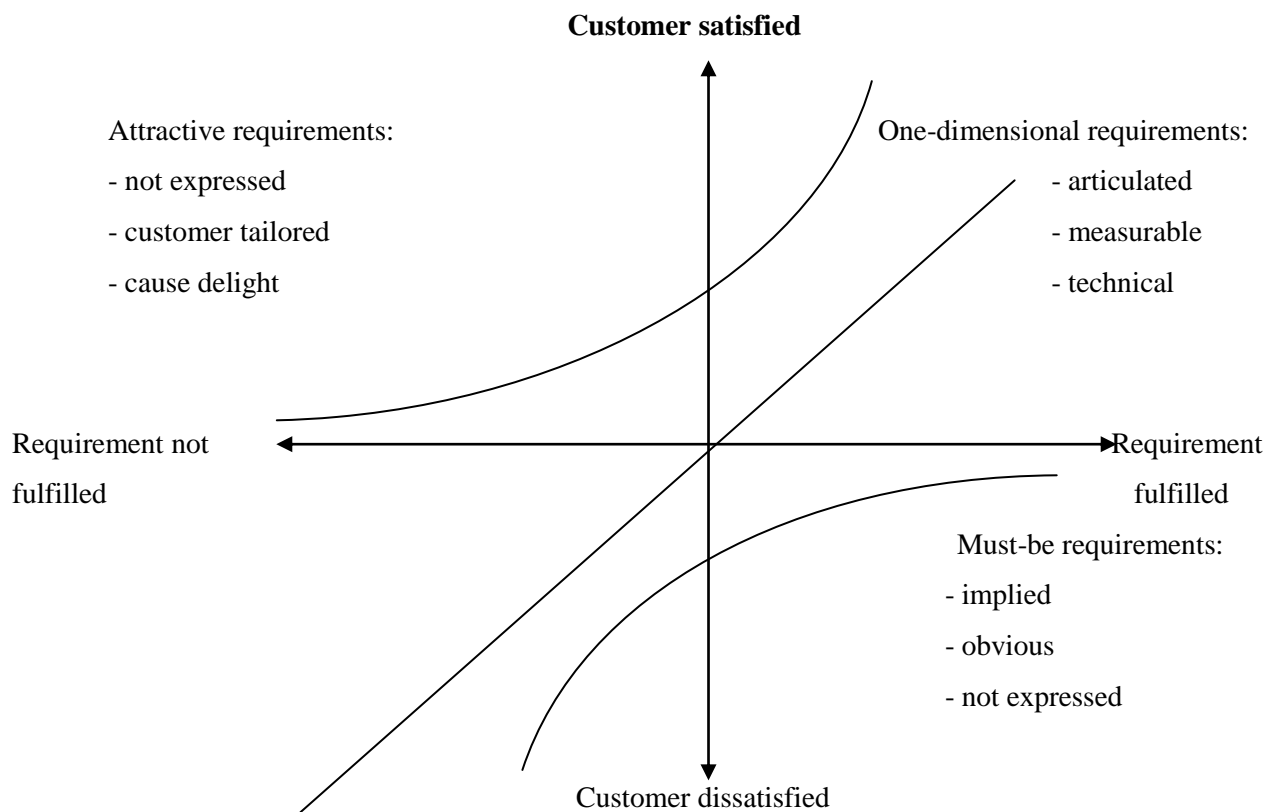 Customer satisfied
Attractive requirements:
- not expressed
- customer tailored
- cause delight
One-dimensional requirements:
- articulated
- measurable
- technical
Requirement not
fulfilled
Requirement
fulfilled
Must-be requirements:
- implied
- obvious
- not expressed
Customer dissatisfied